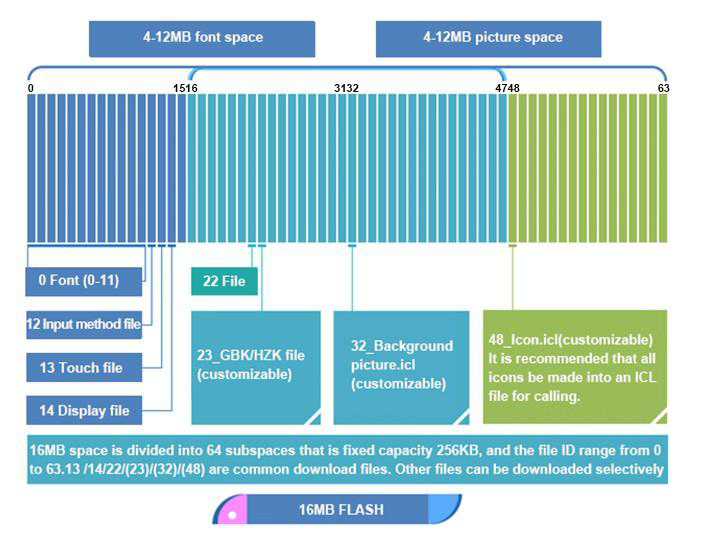 4-12MB font space
4-12MB picture space
0
1516
3132
4748
63
0 Font (0-11)
22 File
12 Input method file
13 Touch file
14 Display file
23_GBK/HZK file
(customizable)
32_Background
picture.icl
(customizable)
48_Icon.icl(customizable)
It is recommended that all
icons be made into an ICL
file for calling.
16MB space is divided into 64 subspaces that is fixed capacity 256KB, and the file ID range from 0
to 63.13 /14/22/(23)/(32)/(48) are common download files. Other files can be downloaded selectively
16MB FLASH